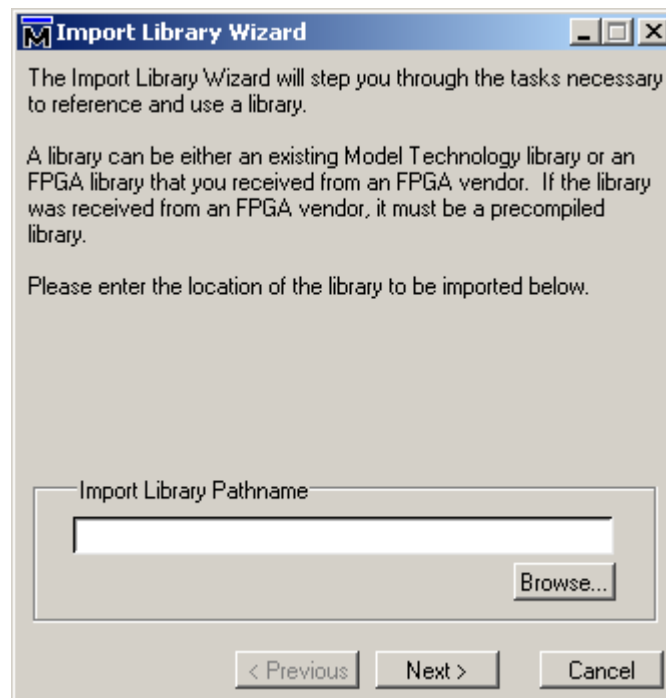 Import Library Wizard
The Import Library Wizard will step you through the tasks necessary
to reference and use a library.
A library can be either an existing Model Technology library or an
FPGA library that you received from an FPGA vendor.  If the library
was received from an FPGA vendor, it must be a precompiled
library.
Please enter the location of the library to be imported below.
Import Library Pathname
Browse...
< Previous
Next >
Cancel